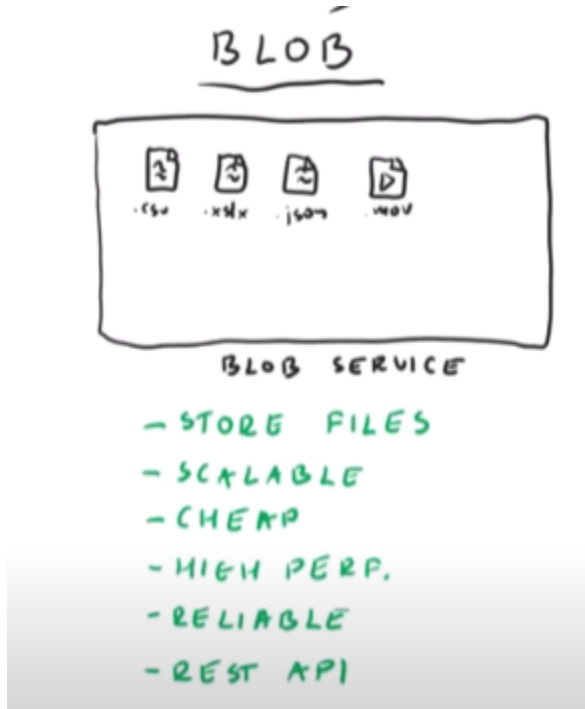 BLOB
.csv .xslx .json .mov
BLOB SERVICE
- STORE FILES
- SCALABLE
- CHEAP
- HIGH PERF.
- RELIABLE
- REST API